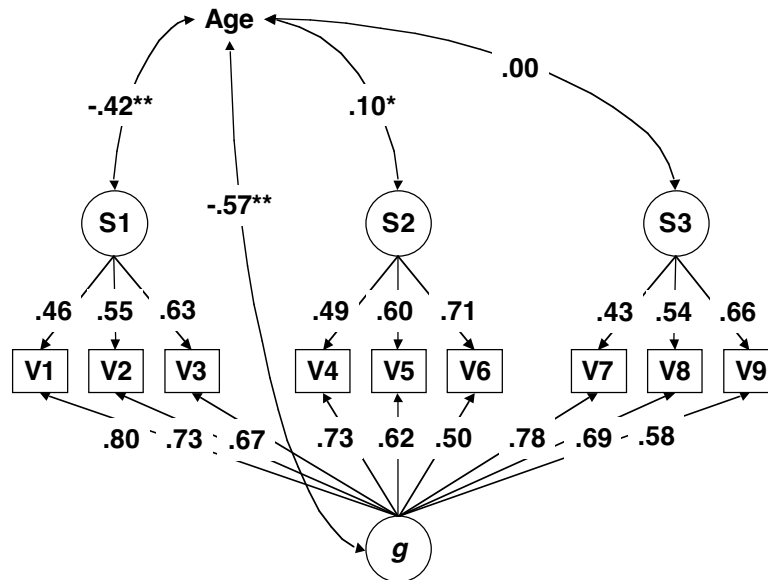 Age
.00
-.42**
.10*
-.57**
S1
S2
S3
.46 .55 .63
.49 .60 .71
.43 .54 .66
V1 V2 V3
V4 V5 V6
V7 V8 V9
.80 .73 .67
.73 .62 .50
.78 .69 .58
g